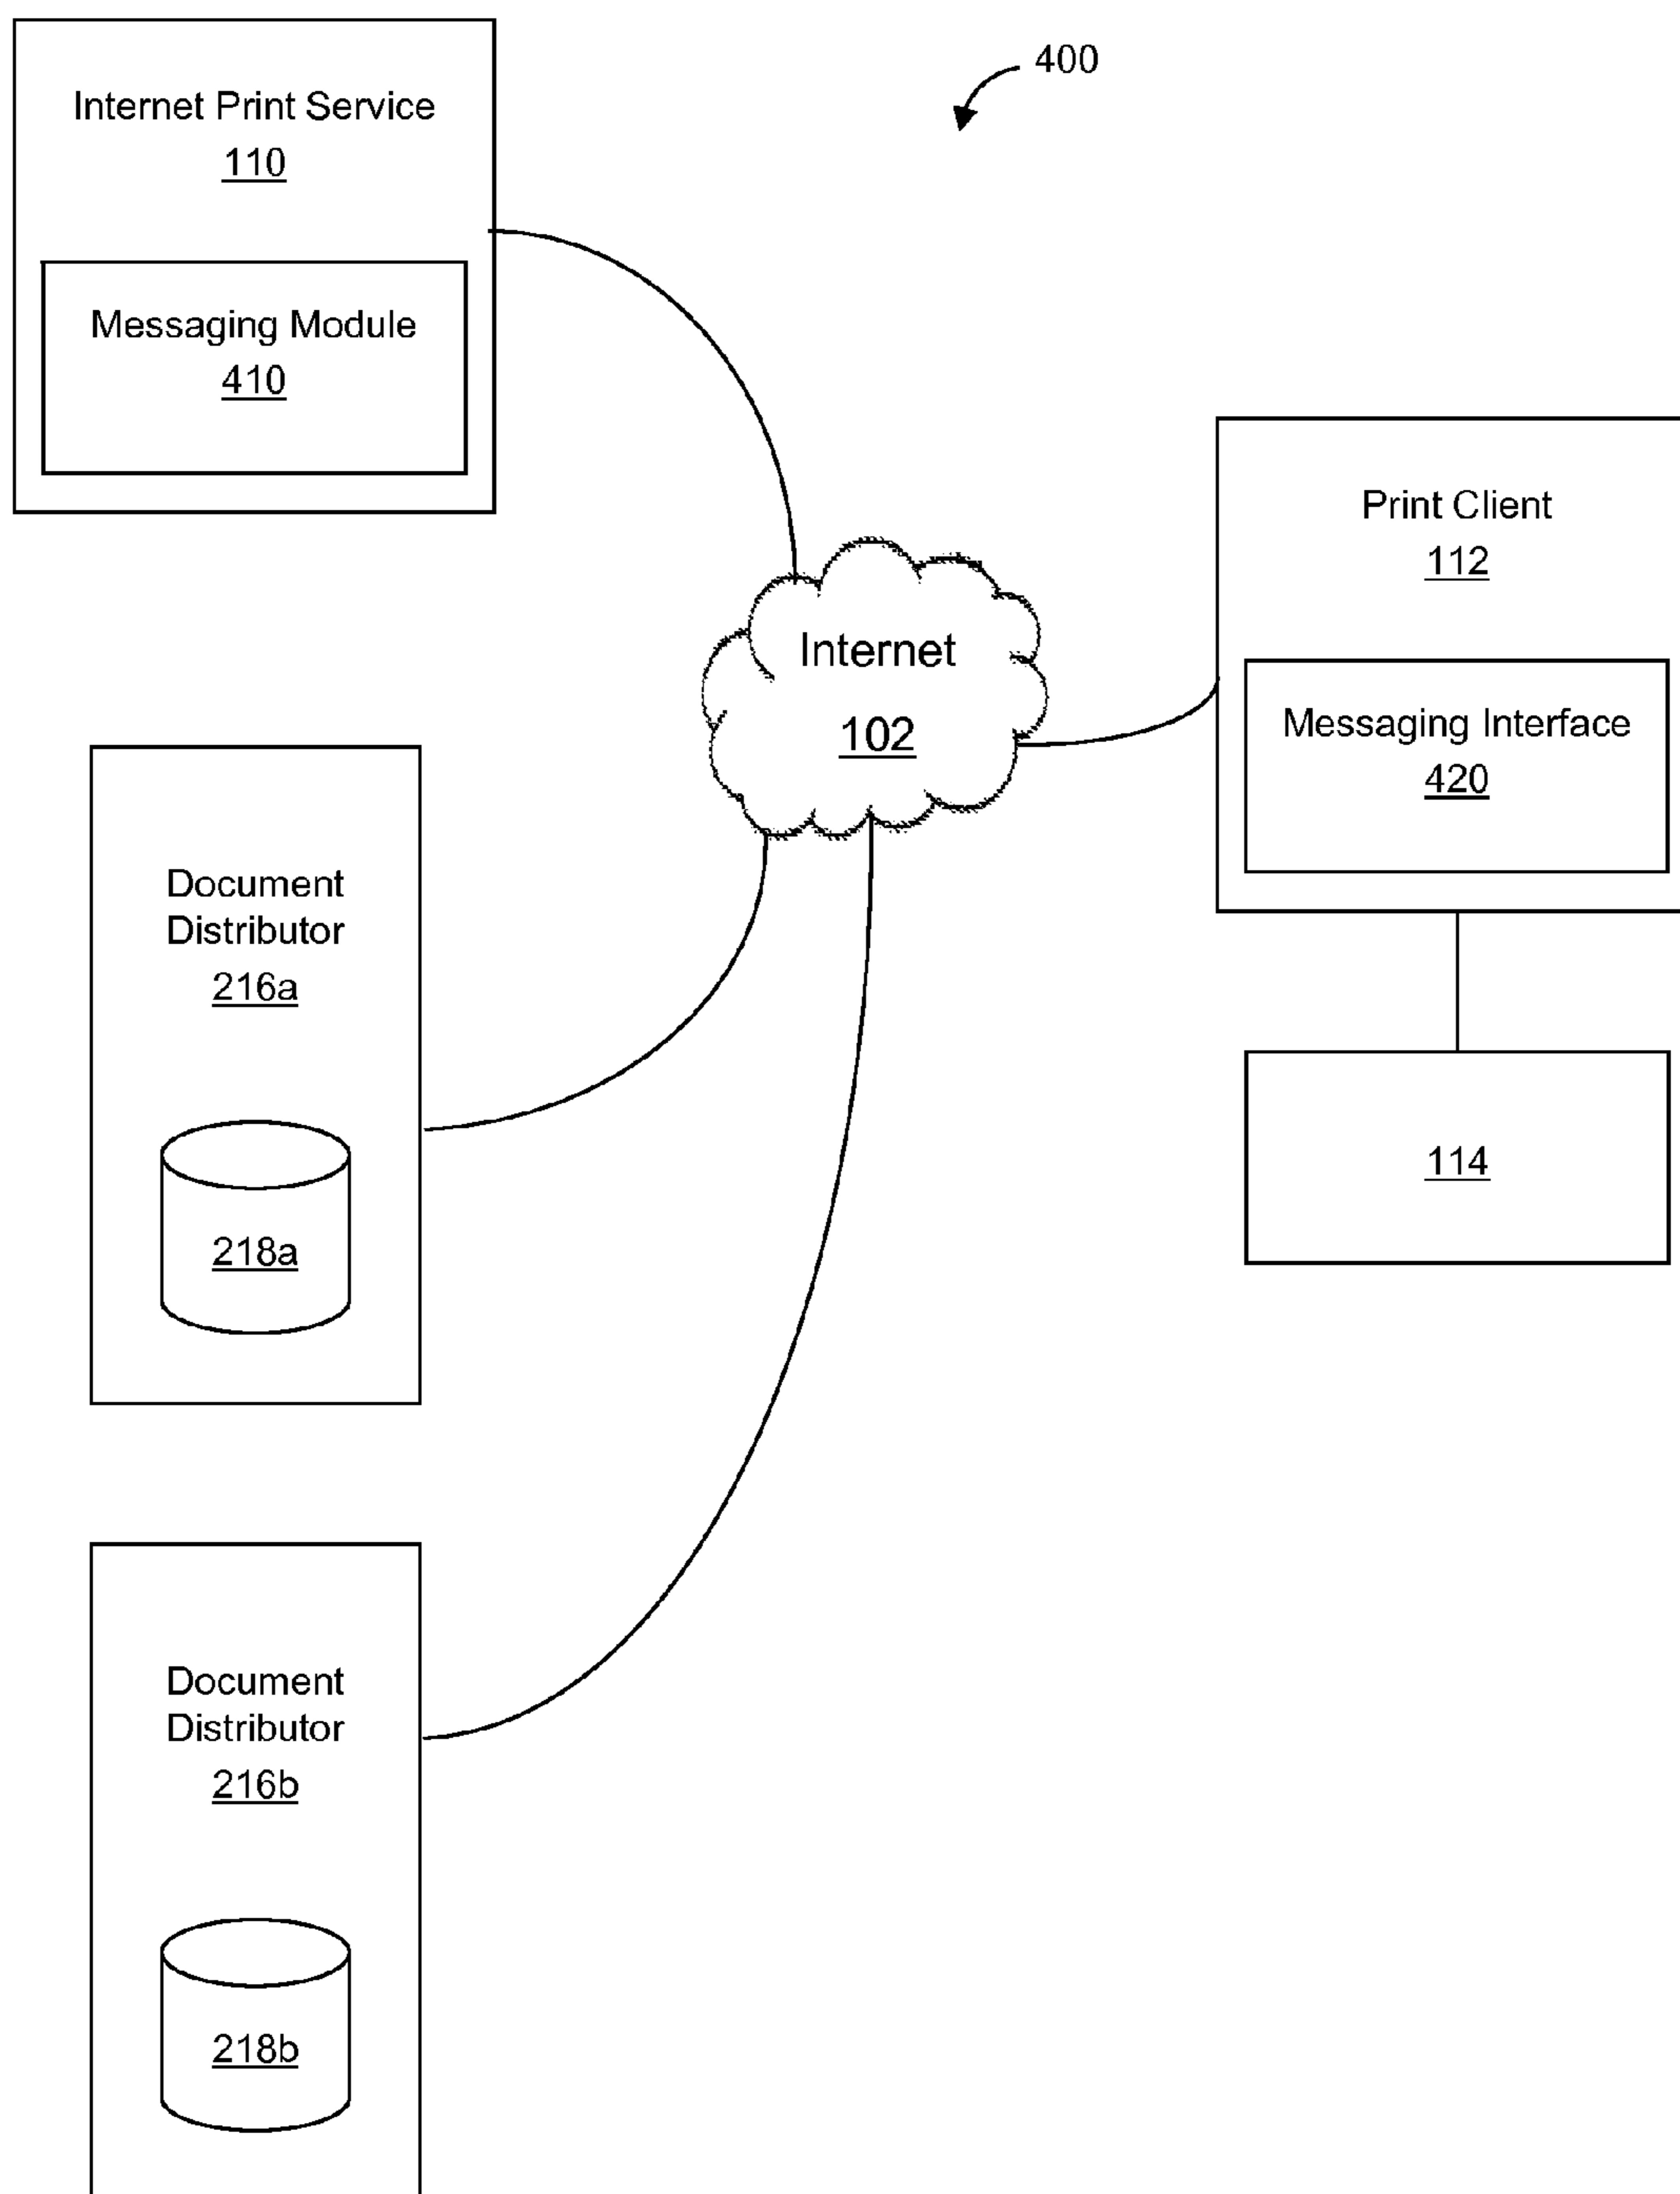 400
Internet Print Service
110
Messaging Module
410
Print Client
112
Internet
102
Messaging Interface
420
Document
Distributor
216a
218a
114
Document
Distributor
216b
218b